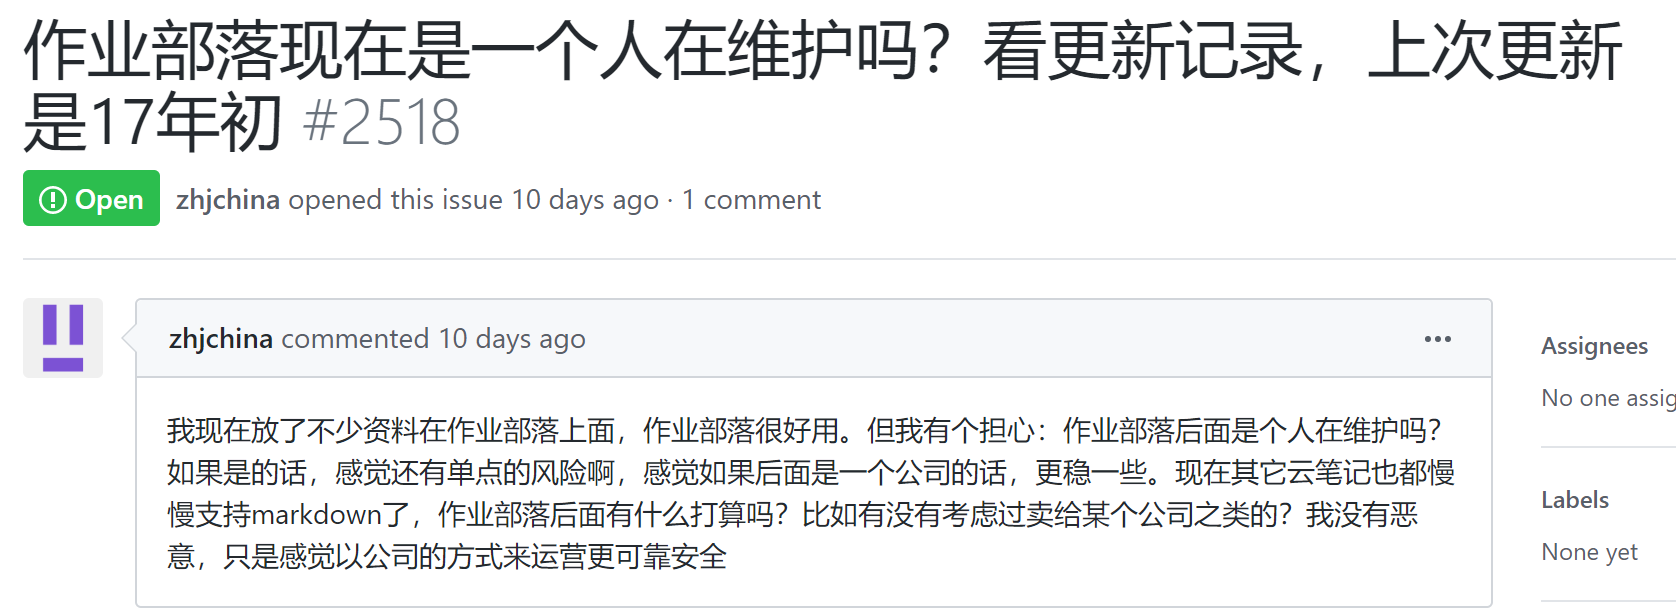 作业部落现在是一个人在维护吗？看更新记录，上次更新
是17年初 #2518
Open zhjchina opened this issue 10 days ago · 1 comment
zhjchina commented 10 days ago
我现在放了不少资料在作业部落上面，作业部落很好用。但我有个担心：作业部落后面是个人在维护吗？
如果是的话，感觉还有单点的风险啊，感觉如果后面是一个公司的话，更稳一些。现在其它云笔记也都慢
慢支持markdown了，作业部落后面有什么打算吗？比如有没有考虑过卖给某个公司之类的？我没有恶
意，只是感觉以公司的方式来运营更可靠安全
Assignees
No one assig
Labels
None yet